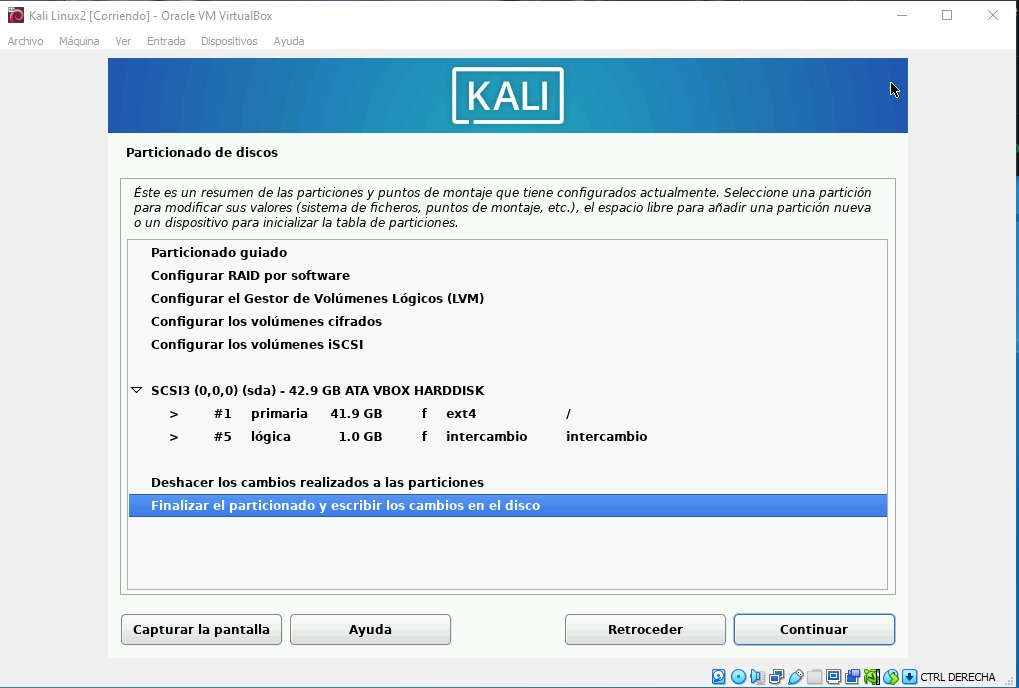 Kali Linux2 [Corriendo] - Oracle VM VirtualBox
Archivo Máquina Ver Entrada Dispositivos Ayuda
KALI
Particionado de discos
Éste es un resumen de las particiones y puntos de montaje que tiene configurados actualmente. Seleccione una partición
para modificar sus valores (sistema de ficheros, puntos de montaje, etc.), el espacio libre para añadir una partición nueva
o un dispositivo para inicializar la tabla de particiones.
Particionado guiado
Configurar RAID por software
Configurar el Gestor de Volúmenes Lógicos (LVM)
Configurar los volúmenes cifrados
Configurar los volúmenes iSCSI
SCSI3 (0,0,0) (sda) - 42.9 GB ATA VBOX HARDDISK
> #1 primaria 41.9 GB f ext4 /
> #5 lógica 1.0 GB f intercambio intercambio
Deshacer los cambios realizados a las particiones
Finalizar el particionado y escribir los cambios en el disco
Capturar la pantalla Ayuda Retroceder Continuar
CTRL DERECHA